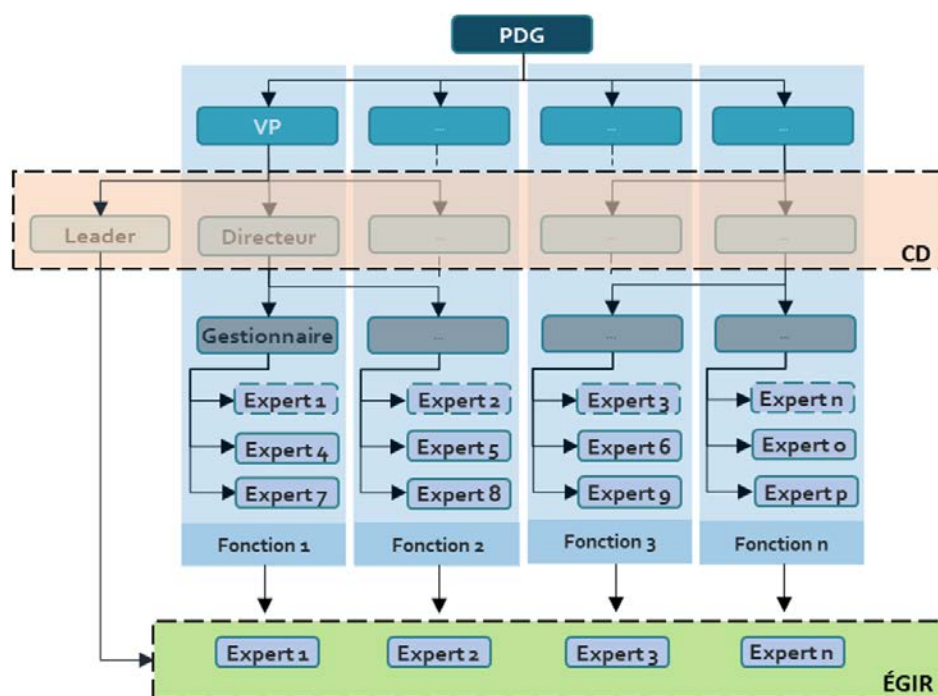 PDG
VP ... ... ...
Leader Directeur ... ... ...
CD
Gestionnaire ... ... ...
Expert 1 Expert 2 Expert 3 Expert n
Expert 4 Expert 5 Expert 6 Expert o
Expert 7 Expert 8 Expert 9 Expert p
Fonction 1 Fonction 2 Fonction 3 Fonction n
Expert 1 Expert 2 Expert 3 Expert n
ÉGIR